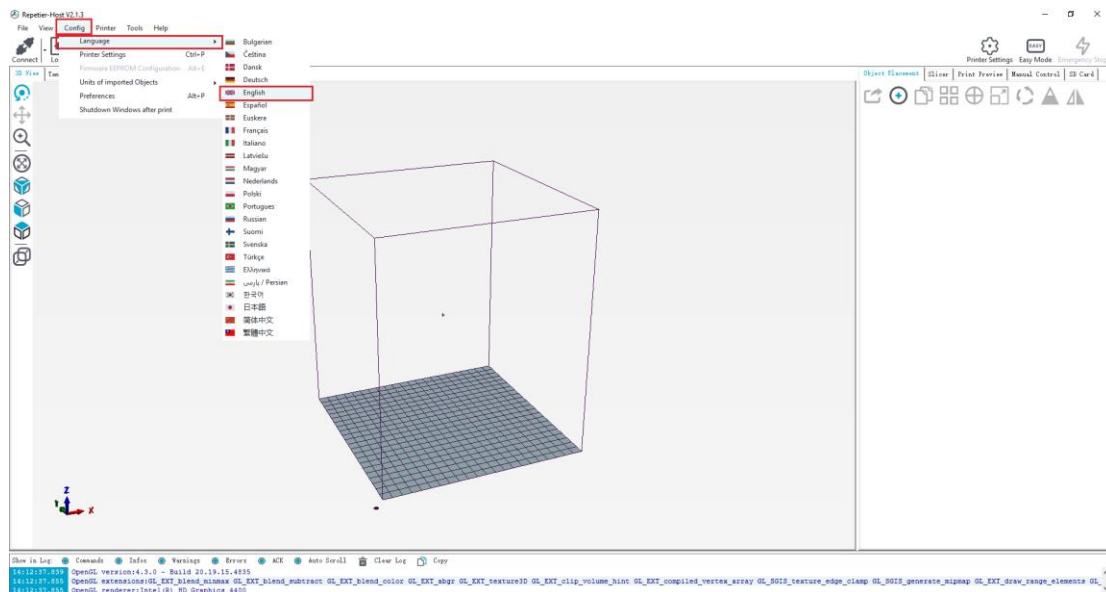 Repetier-Host V2.1.3
File View Config Printer Tools Help
Connect Lo
Printer Settings Easy Mode Emergency Stop
Language
Printer Settings Ctrl+P
Firmware EEPROM Configuration Alt+E
Units of imported Objects
Preferences Alt+P
Shutdown Windows after print
Bulgarian
Čeština
Dansk
Deutsch
English
Español
Euskera
Français
Italiano
Latviešu
Magyar
Nederlands
Polski
Portugues
Russian
Suomi
Svenska
Türkçe
Ελληνικά
پارسی / Persian
한국어
日本語
简体中文
繁體中文
3D View
Object Placement Slicer Print Preview Manual Control SD Card
EASY
Z
Y
X
Show in Log: Commands Infos Warnings Errors ACK Auto Scroll Clear Log Copy
14:12:37.855 OpenGL version:4.3.0 - Build 20.19.15.4835
14:12:37.855 OpenGL extensions:GL_EXT_blend_minmax GL_EXT_blend_subtract GL_EXT_blend_color GL_EXT_abgr GL_EXT_texture3D GL_EXT_clip_volume_hint GL_EXT_compiled_vertex_array GL_SGIS_texture_edge_clamp GL_SGIS_generate_mipmap GL_EXT_draw_range_elements GL_
14:12:37.855 OpenGL renderer:Intel(R) HD Graphics 4400